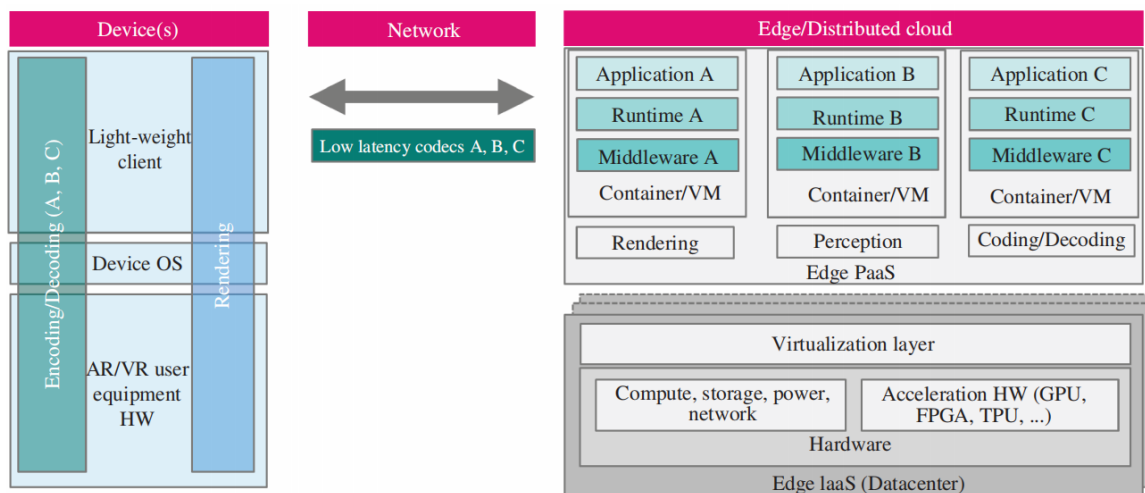 Device(s)
Network
Edge/Distributed cloud
Encoding/Decoding (A, B, C)
Light-weight
client
Rendering
Device OS
AR/VR user
equipment
HW
Low latency codecs A, B, C
Application A
Runtime A
Middleware A
Container/VM
Application B
Runtime B
Middleware B
Container/VM
Application C
Runtime C
Middleware C
Container/VM
Rendering
Perception
Coding/Decoding
Edge PaaS
Virtualization layer
Compute, storage, power,
network
Acceleration HW (GPU,
FPGA, TPU, ...)
Hardware
Edge laaS (Datacenter)